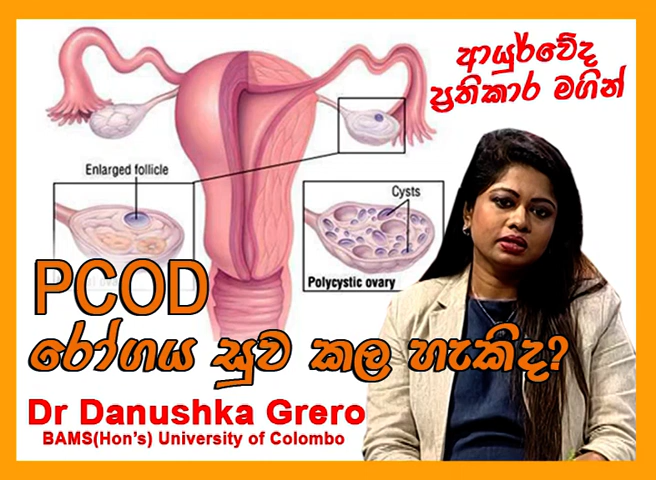 ආයුර්වේද
ප්‍රතිකාර මගින්
Enlarged follicle
Cysts
Polycystic ovary
PCOD
රෝගය සුව කල හැකිද?
Dr Danushka Grero
BAMS(Hon's) University of Colombo